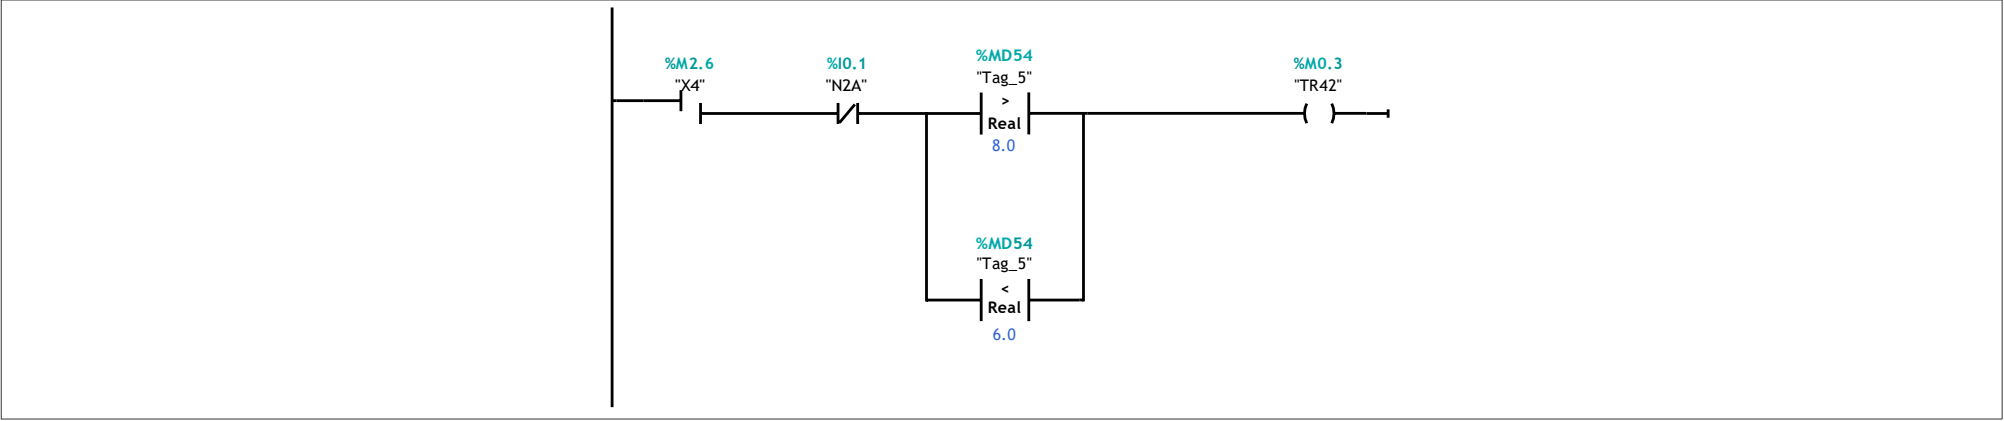 %MD54
%M2.6 %I0.1 "Tag_5" %M0.3
"X4" "N2A" > "TR42"
Real
8.0
%MD54
"Tag_5"
<
Real
6.0